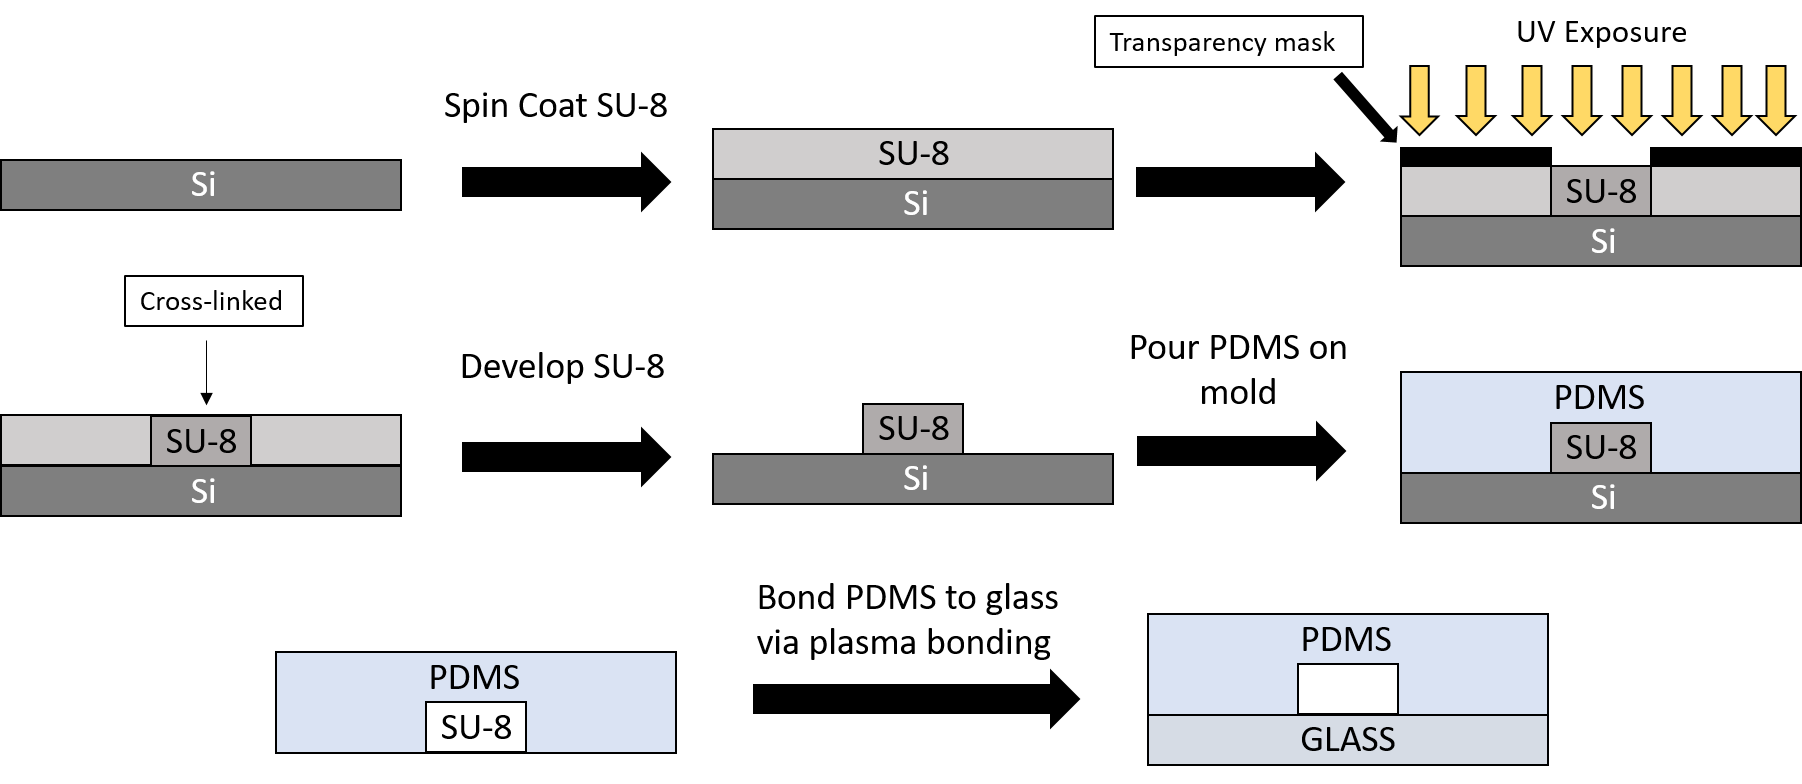 Transparency mask
UV Exposure
Spin Coat SU-8
Si
SU-8
Si
SU-8
Si
Cross-linked
Develop SU-8
Pour PDMS on
mold
SU-8
Si
SU-8
Si
PDMS
SU-8
Si
Bond PDMS to glass
via plasma bonding
PDMS
SU-8
PDMS
GLASS